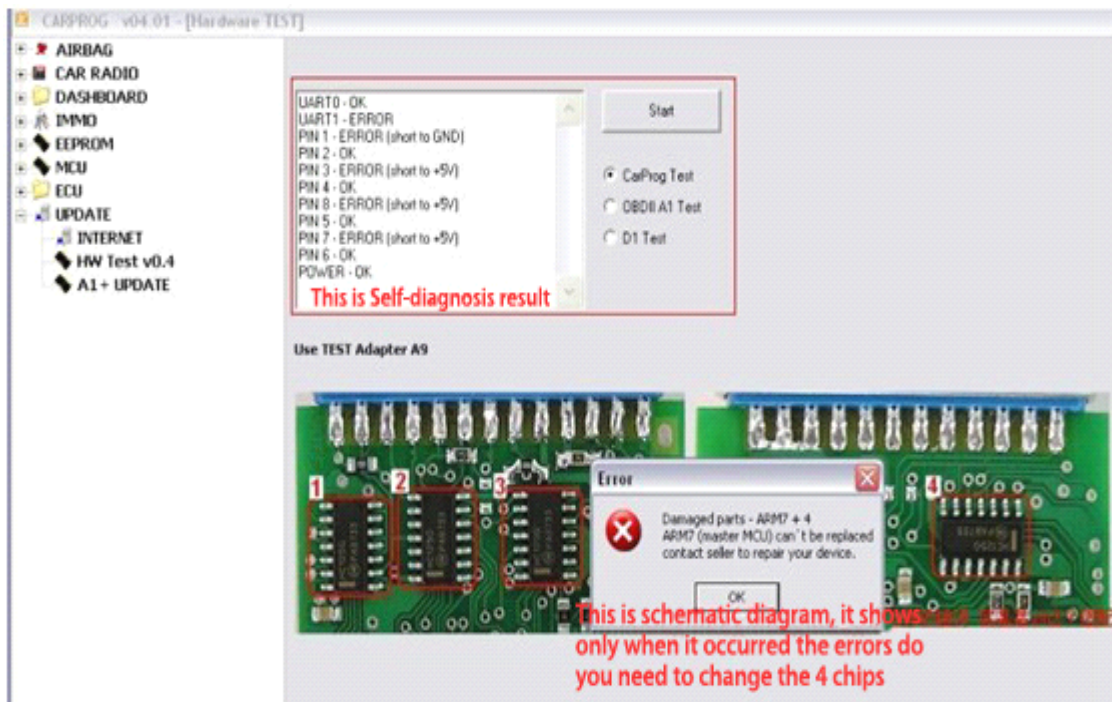 CARPROG v04.01 - [Hardware TEST]
AIRBAG
CAR RADIO
DASHBOARD
IMMO
EEPROM
MCU
ECU
UPDATE
INTERNET
HW Test v0.4
A1+ UPDATE
UART0 - OK
UART1 - ERROR
PIN 1 - ERROR (short to GND)
PIN 2 - OK
PIN 3 - ERROR (short to +5V)
PIN 4 - OK
PIN 8 - ERROR (short to +5V)
PIN 5 - OK
PIN 7 - ERROR (short to +5V)
PIN 6 - OK
POWER - OK
This is Self-diagnosis result
Start
CarProg Test
OBDII A1 Test
D1 Test
Use TEST Adapter A9
1
2
3
4
Error
Damaged parts - ARM7 + 4
ARM7 (master MCU) can`t be replaced
contact seller to repair your device.
OK
This is schematic diagram, it shows
only when it occurred the errors do
you need to change the 4 chips